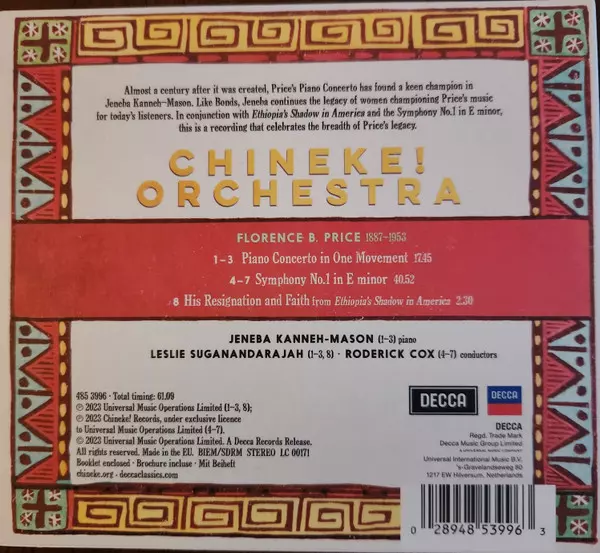 Almost a century after it was created, Price's Piano Concerto has found a keen champion in
Jeneba Kanneh-Mason. Like Bonds, Jeneba continues the legacy of women championing Price's music
for today's listeners. In conjunction with Ethiopia's Shadow in America and the Symphony No.1 in E minor,
this is a recording that celebrates the breadth of Price's legacy.
CHINEKE!
ORCHESTRA
FLORENCE B. PRICE 1887–1953
1–3 Piano Concerto in One Movement 17.45
4–7 Symphony No.1 in E minor 40.52
8 His Resignation and Faith from Ethiopia's Shadow in America 2.30
JENEBA KANNEH-MASON (1–3) piano
LESLIE SUGANANDARAJAH (1–3, 8) · RODERICK COX (4–7) conductors
485 3996 · Total timing: 61.09
℗ 2023 Universal Music Operations Limited (1–3, 8);
℗ 2023 Chineke! Records, under exclusive licence
to Universal Music Operations Limited (4–7).
© 2023 Universal Music Operations Limited. A Decca Records Release.
All rights reserved. Made in the EU. BIEM/SDRM STEREO LC 00171
Booklet enclosed · Brochure incluse · Mit Beiheft
chineke.org · deccaclassics.com
DECCA
DECCA
DECCA
Regd. Trade Mark
Decca Music Group Limited
A UNIVERSAL MUSIC COMPANY
Universal International Music B.V.
's-Gravelandseweg 80
1217 EW Hilversum, Netherlands
0 28948 53996 3